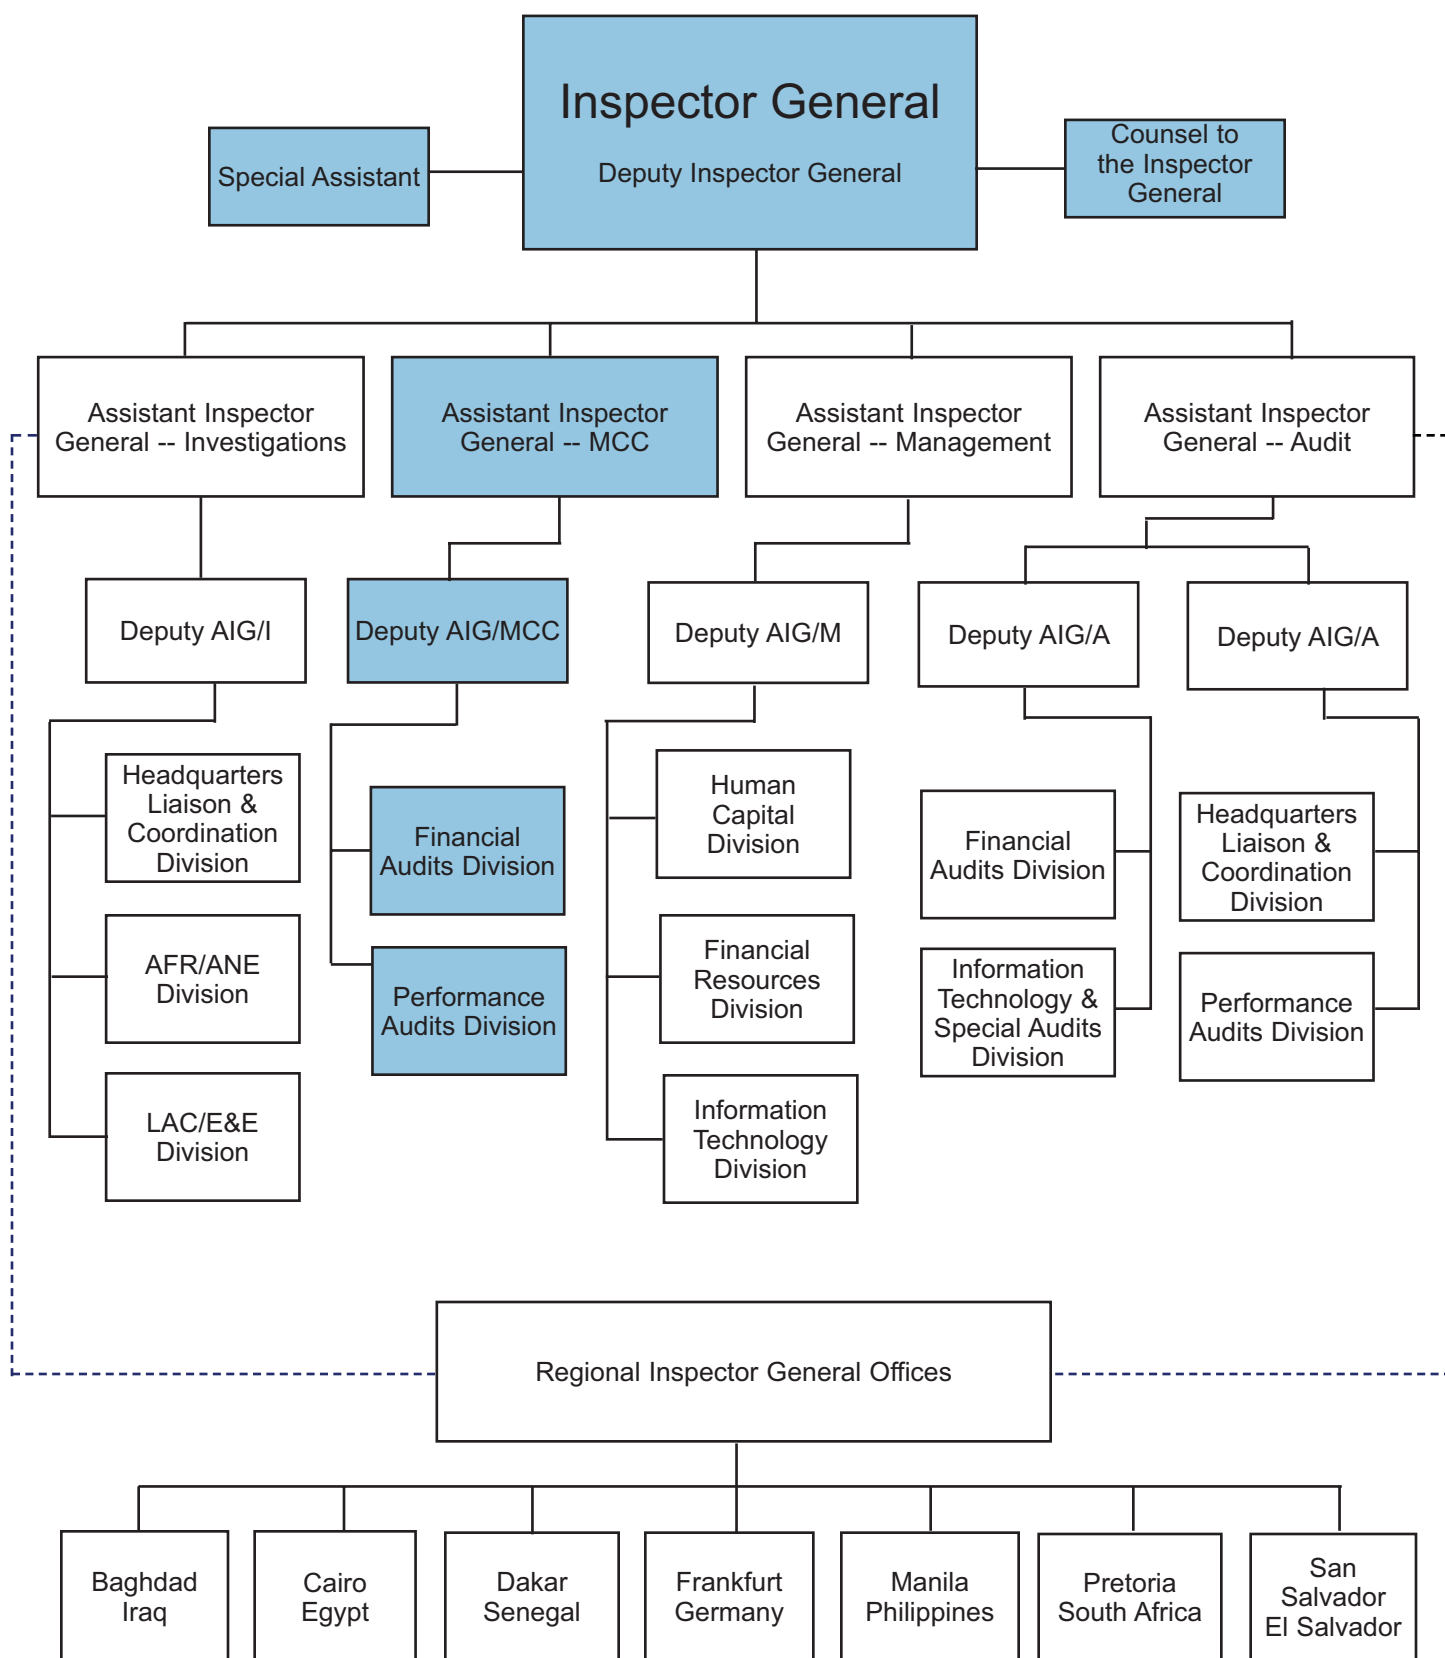 Inspector General
Deputy Inspector General
Special Assistant
Counsel to
the Inspector
General
Assistant Inspector
General -- Investigations
Assistant Inspector
General -- MCC
Assistant Inspector
General -- Management
Assistant Inspector
General -- Audit
Deputy AIG/I
Deputy AIG/MCC
Deputy AIG/M
Deputy AIG/A
Deputy AIG/A
Headquarters
Liaison &
Coordination
Division
AFR/ANE
Division
LAC/E&E
Division
Financial
Audits Division
Performance
Audits Division
Human
Capital
Division
Financial
Resources
Division
Information
Technology
Division
Financial
Audits Division
Information
Technology &
Special Audits
Division
Headquarters
Liaison &
Coordination
Division
Performance
Audits Division
Regional Inspector General Offices
Baghdad
Iraq
Cairo
Egypt
Dakar
Senegal
Frankfurt
Germany
Manila
Philippines
Pretoria
South Africa
San
Salvador
El Salvador